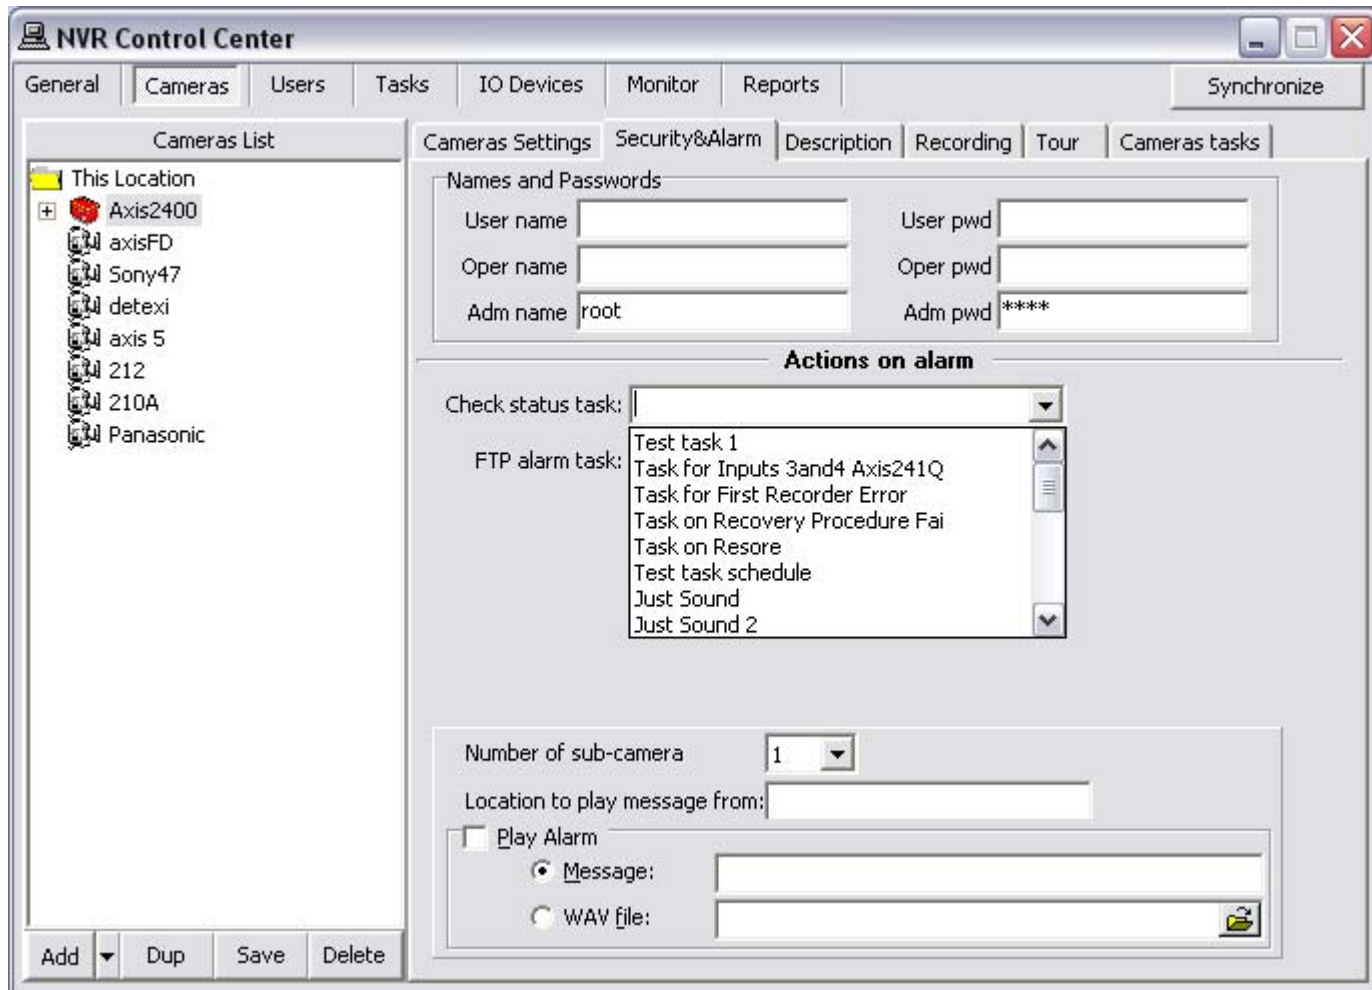 NVR Control Center
General Cameras Users Tasks IO Devices Monitor Reports Synchronize
Cameras List
This Location
Axis2400
axisFD
Sony47
detexi
axis 5
212
210A
Panasonic
Add Dup Save Delete
Cameras Settings Security&Alarm Description Recording Tour Cameras tasks
Names and Passwords
User name User pwd
Oper name Oper pwd
Adm name root Adm pwd ****
Actions on alarm
Check status task:
FTP alarm task:
Test task 1
Task for Inputs 3and4 Axis241Q
Task for First Recorder Error
Task on Recovery Procedure Fai
Task on Resore
Test task schedule
Just Sound
Just Sound 2
Number of sub-camera 1
Location to play message from:
Play Alarm
Message:
WAV file: